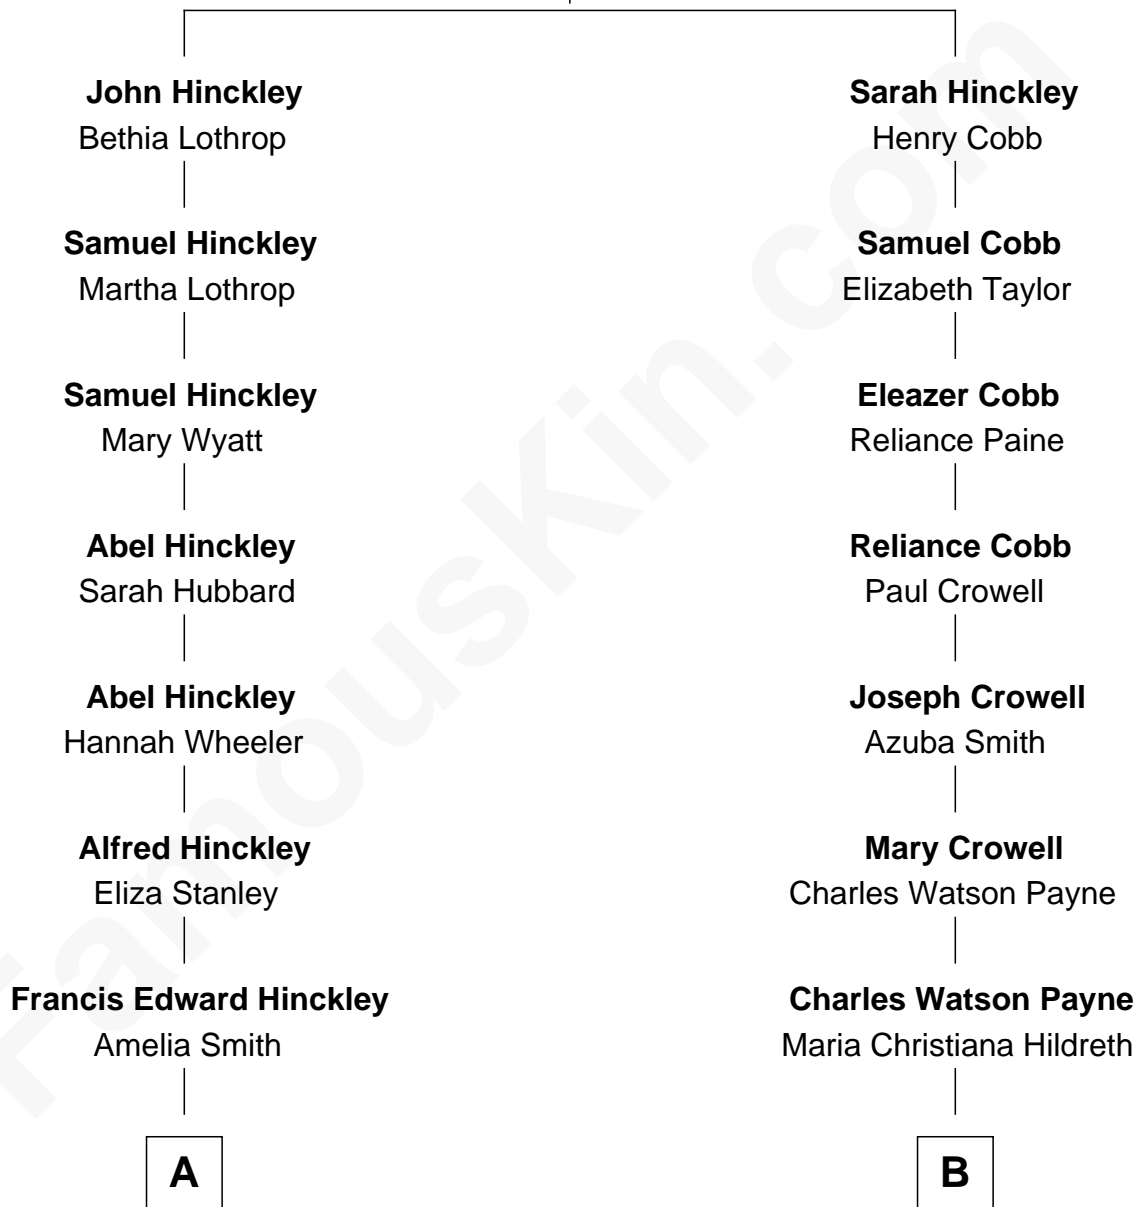 John Hinckley
Bethia Lothrop
Samuel Hinckley
Martha Lothrop
Samuel Hinckley
Mary Wyatt
Abel Hinckley
Sarah Hubbard
Abel Hinckley
Hannah Wheeler
Alfred Hinckley
Eliza Stanley
Francis Edward Hinckley
Amelia Smith
A
Sarah Hinckley
Henry Cobb
Samuel Cobb
Elizabeth Taylor
Eleazer Cobb
Reliance Paine
Reliance Cobb
Paul Crowell
Joseph Crowell
Azuba Smith
Mary Crowell
Charles Watson Payne
Charles Watson Payne
Maria Christiana Hildreth
B
FamousKin.com